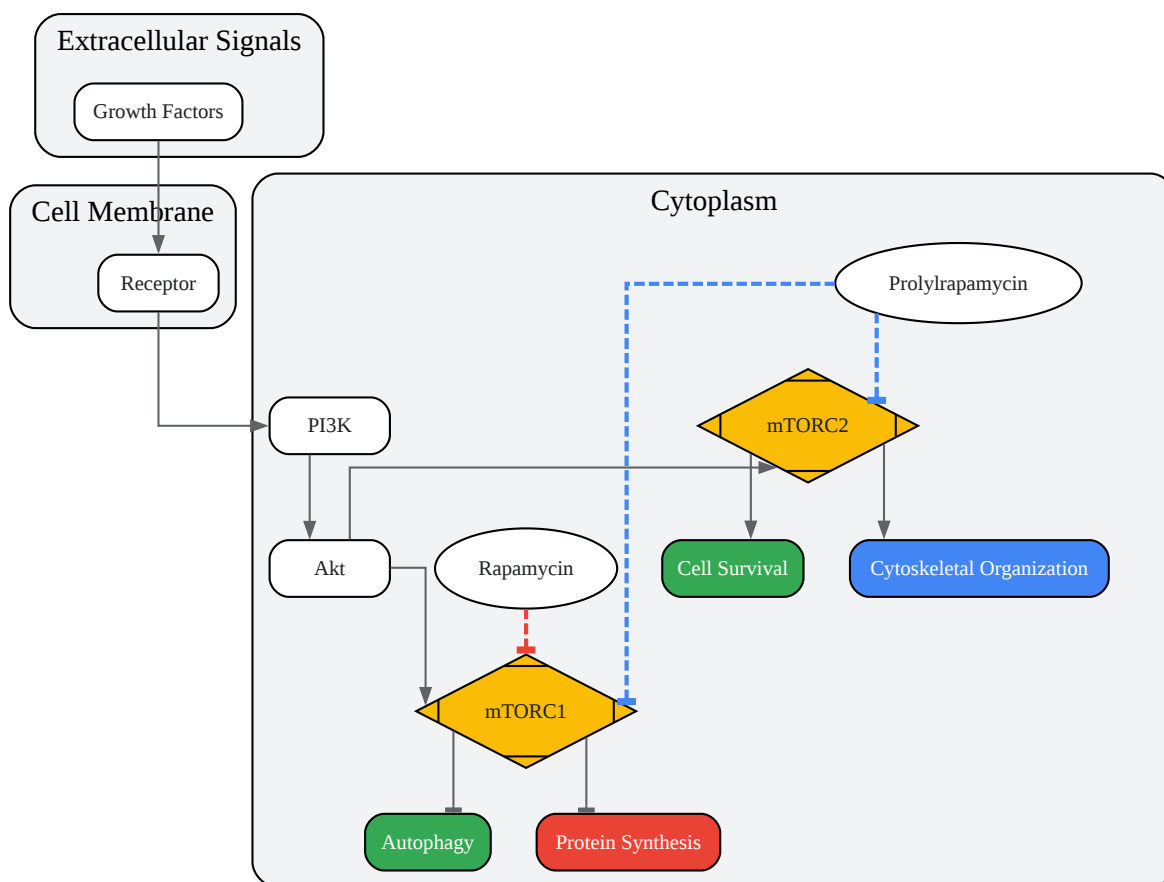 Extracellular Signals
Growth Factors
Cell Membrane
Receptor
Cytoplasm
Prolylrapamycin
PI3K
mTORC2
Akt
Rapamycin
Cell Survival
Cytoskeletal Organization
mTORC1
Autophagy
Protein Synthesis